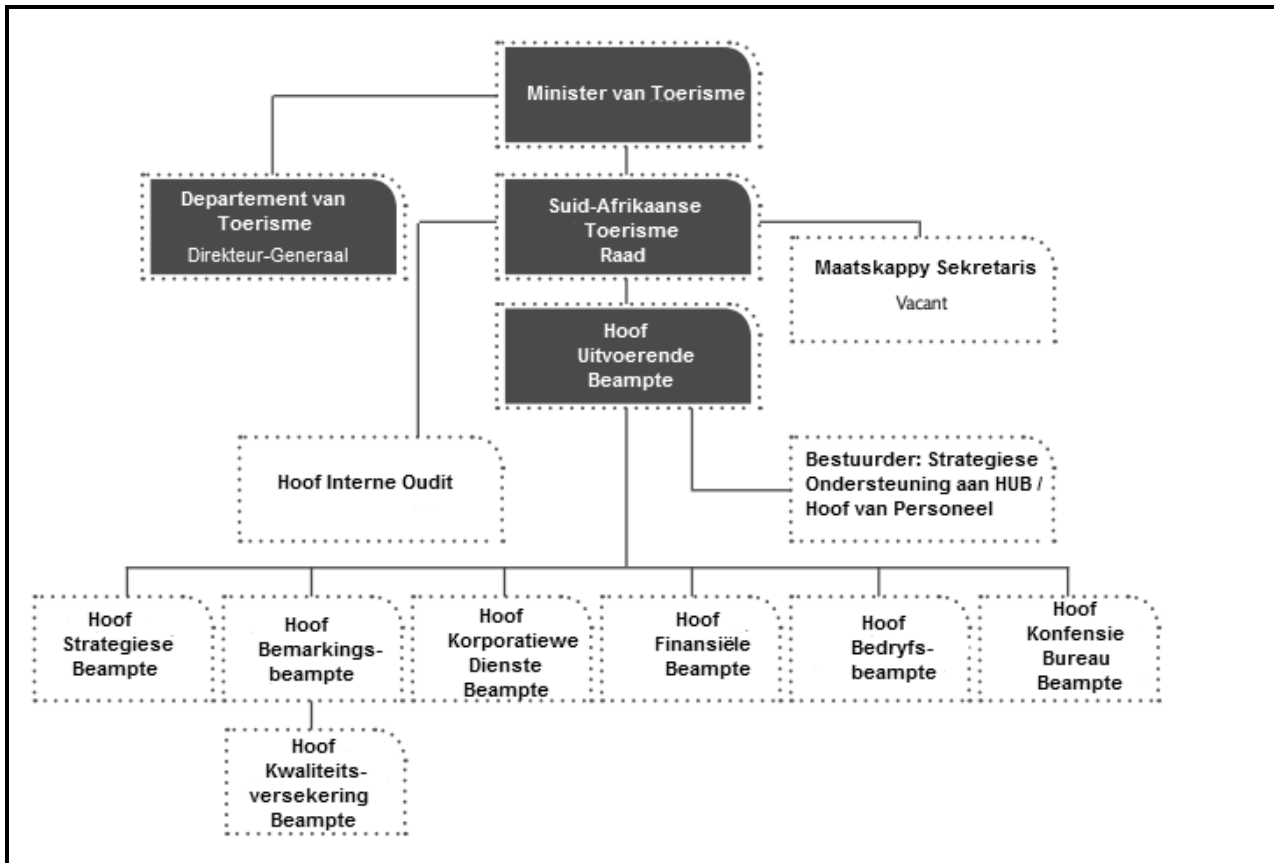 Minister van Toerisme
Departement van
Toerisme
Direkteur-Generaal
Suid-Afrikaanse
Toerisme
Raad
Maatskappy Sekretaris
Vacant
Hoof
Uitvoerende
Beampte
Hoof Interne Oudit
Bestuurder: Strategiese
Ondersteuning aan HUB /
Hoof van Personeel
Hoof
Strategiese
Beampte
Hoof
Bemarkings-
beampte
Hoof
Korporatiewe
Dienste
Beampte
Hoof
Finansiële
Beampte
Hoof
Bedryfs-
beampte
Hoof
Konfensie
Bureau
Beampte
Hoof
Kwaliteits-
versekering
Beampte